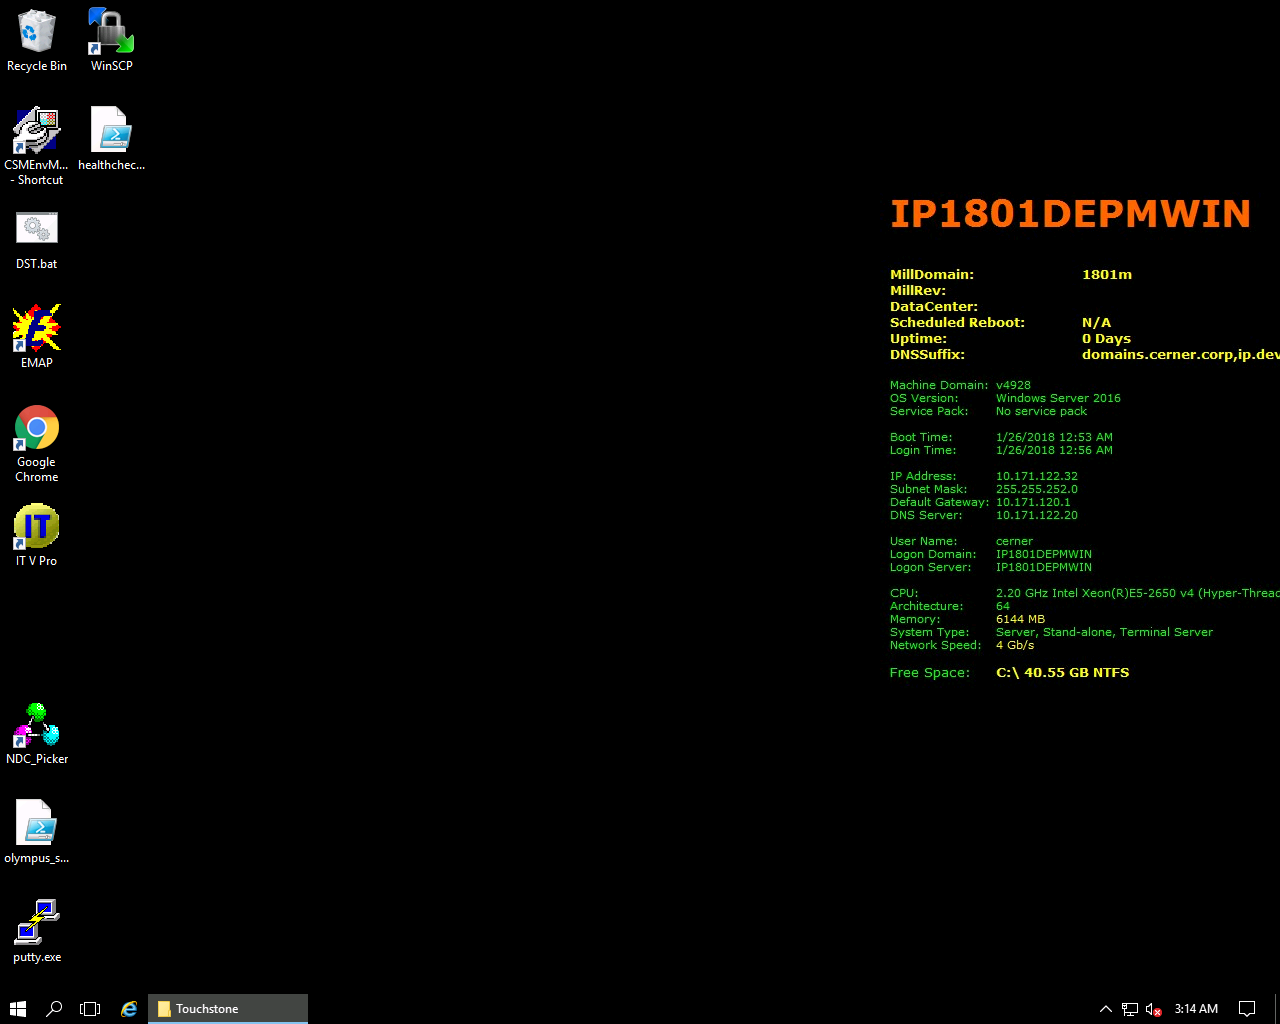 Recycle Bin
WinSCP
CSMEnvM...
- Shortcut
healthchec...
DST.bat
EMAP
Google
Chrome
IT
IT V Pro
NDC_Picker
olympus_s...
putty.exe
IP1801DEPMWIN
MillDomain: 1801m
MillRev:
DataCenter:
Scheduled Reboot: N/A
Uptime: 0 Days
DNSSuffix: domains.cerner.corp,ip.dev
Machine Domain: v4928
OS Version: Windows Server 2016
Service Pack: No service pack
Boot Time: 1/26/2018 12:53 AM
Login Time: 1/26/2018 12:56 AM
IP Address: 10.171.122.32
Subnet Mask: 255.255.252.0
Default Gateway: 10.171.120.1
DNS Server: 10.171.122.20
User Name: cerner
Logon Domain: IP1801DEPMWIN
Logon Server: IP1801DEPMWIN
CPU: 2.20 GHz Intel Xeon(R)E5-2650 v4 (Hyper-Thread
Architecture: 64
Memory: 6144 MB
System Type: Server, Stand-alone, Terminal Server
Network Speed: 4 Gb/s
Free Space: C:\ 40.55 GB NTFS
Touchstone
3:14 AM